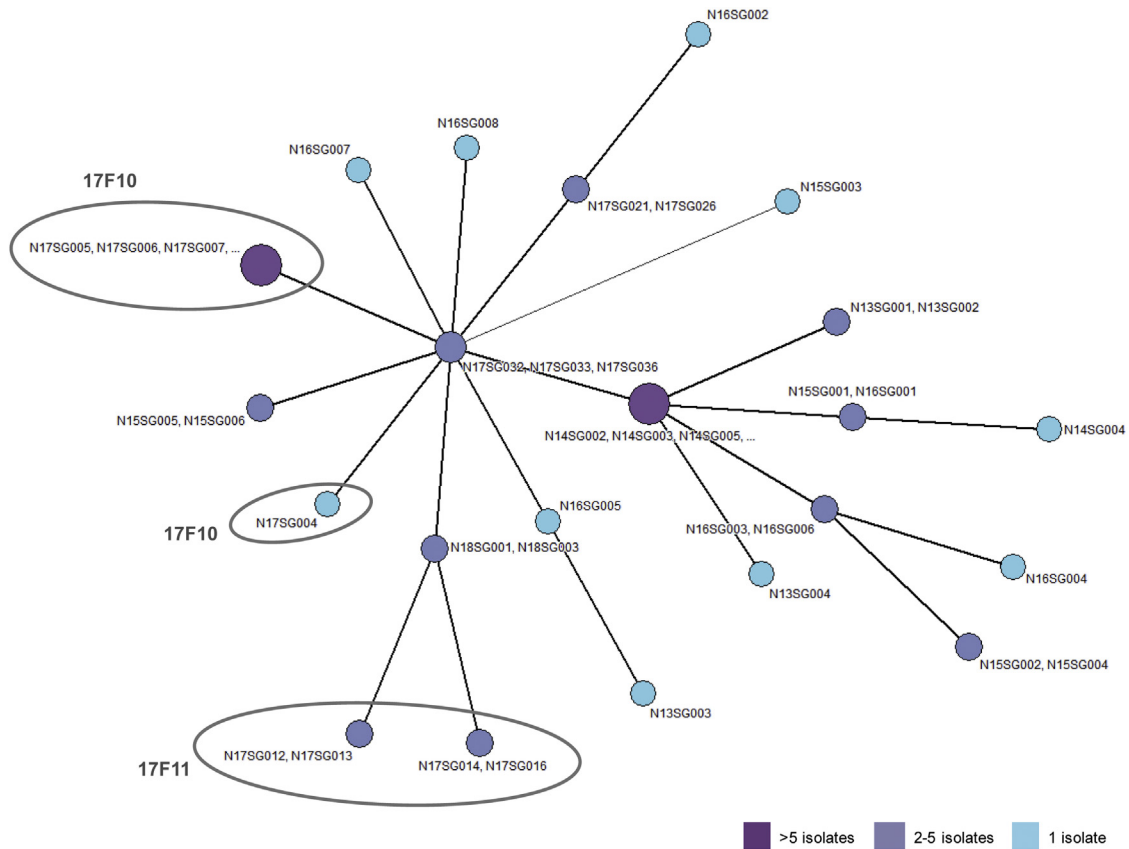 N16SG002
N16SG008
N16SG007
17F10
N15SG003
N17SG021, N17SG026
N17SG005, N17SG006, N17SG007, ...
N13SG001, N13SG002
N17SG032, N17SG033, N17SG036
N15SG001, N16SG001
N15SG005, N15SG006
N14SG004
N14SG002, N14SG003, N14SG005, ...
N16SG005
N17SG004
17F10
N16SG003, N16SG006
N18SG001, N18SG003
N16SG004
N13SG004
N15SG002, N15SG004
N13SG003
N17SG012, N17SG013
N17SG014, N17SG016
17F11
>5 isolates
2-5 isolates
1 isolate